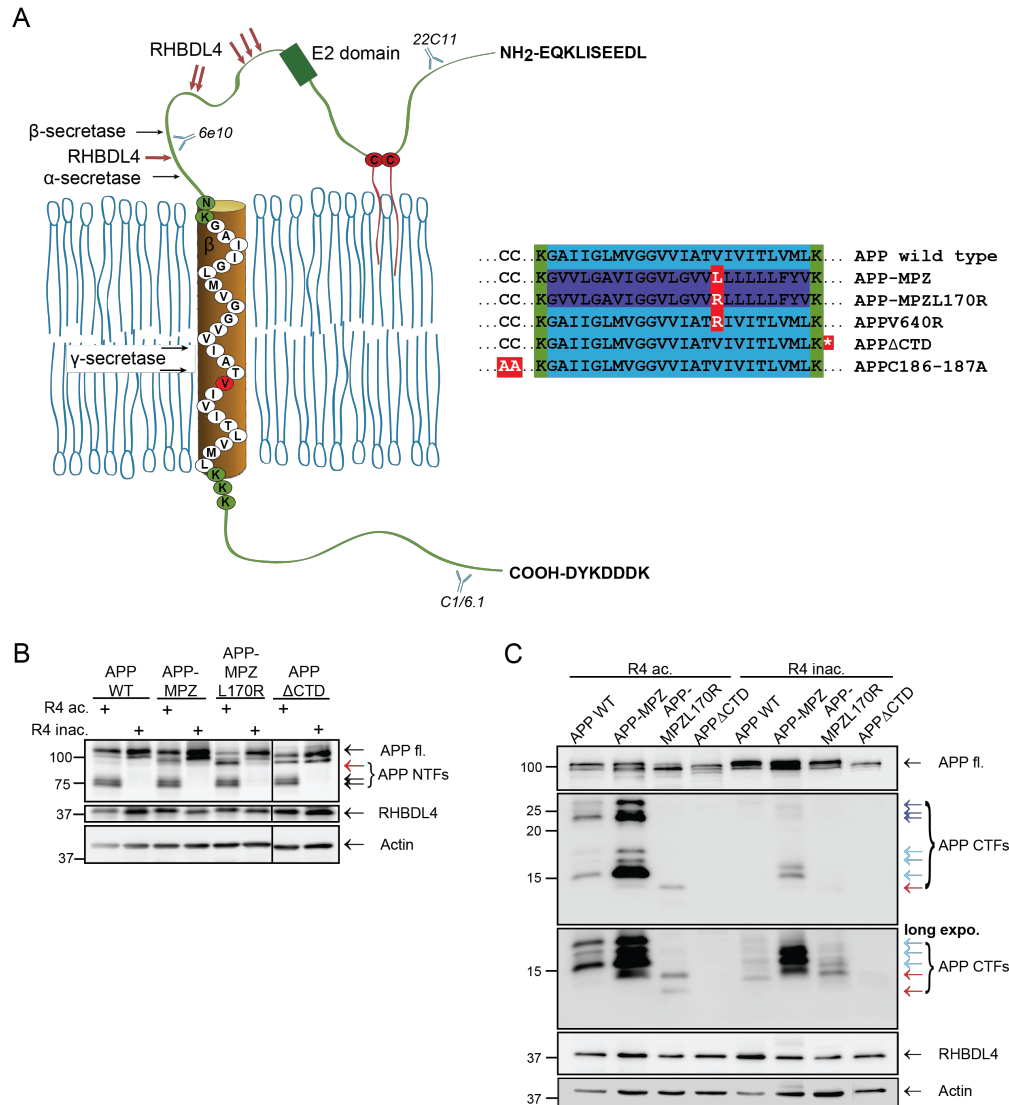 A
RHBDL4
E2 domain
22C11
NH2-EQKLISEEDL
β-secretase
6e10
RHBDL4
α-secretase
C C
N
K
G
A
I
I
G
L
M
V
G
G
V
V
I
A
T
V
I
V
I
T
L
V
M
L
K
K
K
β
γ-secretase
COOH-DYKDDDK
C1/6.1
... CC... KGAIIGLMVGGVVIATVIVITLVMLK... APP wild type
... CC... KGVVLGAVIGGVLGVVLLLLLLFYVK... APP-MPZ
... CC... KGVVLGAVIGGVLGVVRLLLLLFYVK... APP-MPZL170R
... CC... KGAIIGLMVGGVVIATRIVITLVMLK... APPV640R
... CC... KGAIIGLMVGGVVIATVIVITLVMLK*... APPΔCTD
... AA... KGAIIGLMVGGVVIATVIVITLVMLK... APPC186-187A
B
APP WT
APP-MPZ
APP-MPZ L170R
APP ΔCTD
R4 ac. + + + +
R4 inac. + + + +
100
75
APP fl.
APP NTFs
37
RHBDL4
37
Actin
C
R4 ac. R4 inac.
APP WT
APP-MPZ
APP-MPZL170R
APPΔCTD
APP WT
APP-MPZ
APP-MPZL170R
APPΔCTD
100
APP fl.
25
20
15
APP CTFs
long expo.
15
APP CTFs
37
RHBDL4
37
Actin